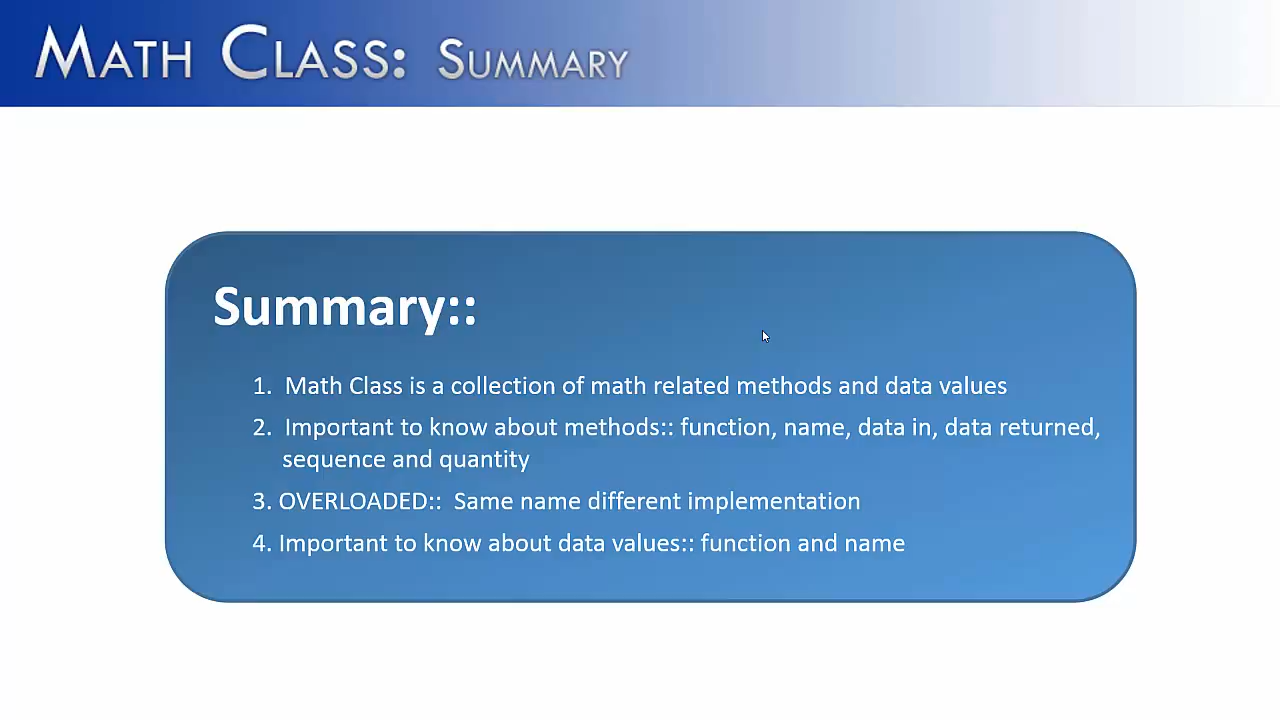 Math Class: Summary
Summary::
1. Math Class is a collection of math related methods and data values
2. Important to know about methods:: function, name, data in, data returned,
sequence and quantity
3. OVERLOADED:: Same name different implementation
4. Important to know about data values:: function and name